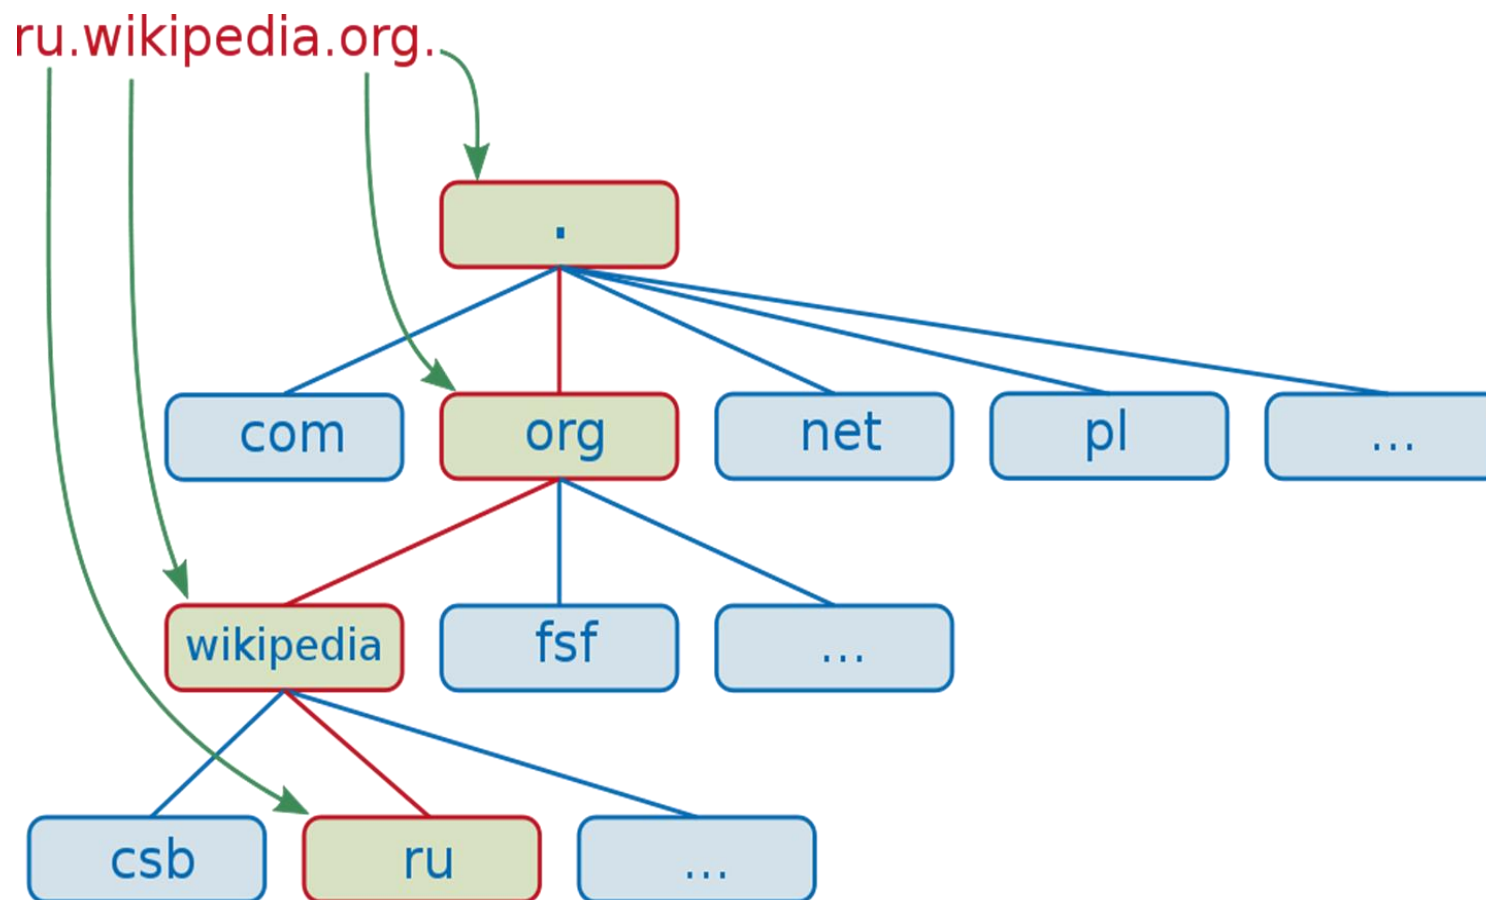 ru.wikipedia.org.
.
com org net pl ...
wikipedia fsf ...
csb ru ...